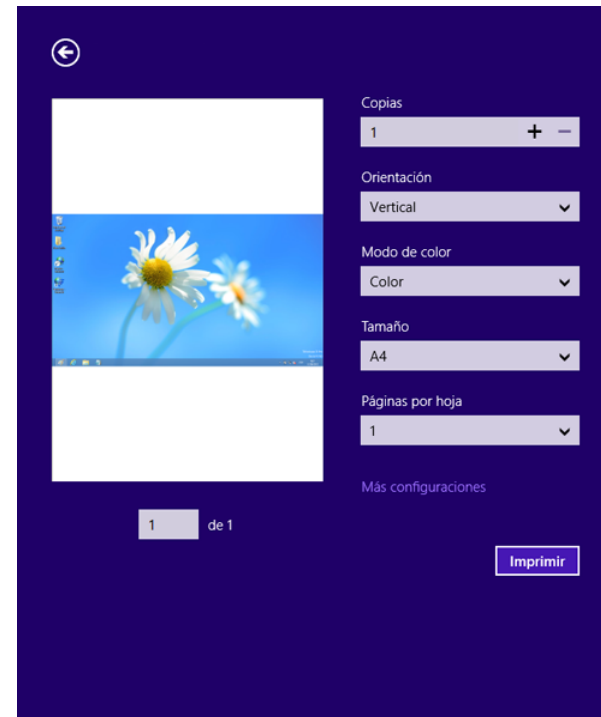 Copias
1
Orientación
Vertical
Modo de color
Color
Tamaño
A4
Páginas por hoja
1
Más configuraciones
1 de 1
Imprimir